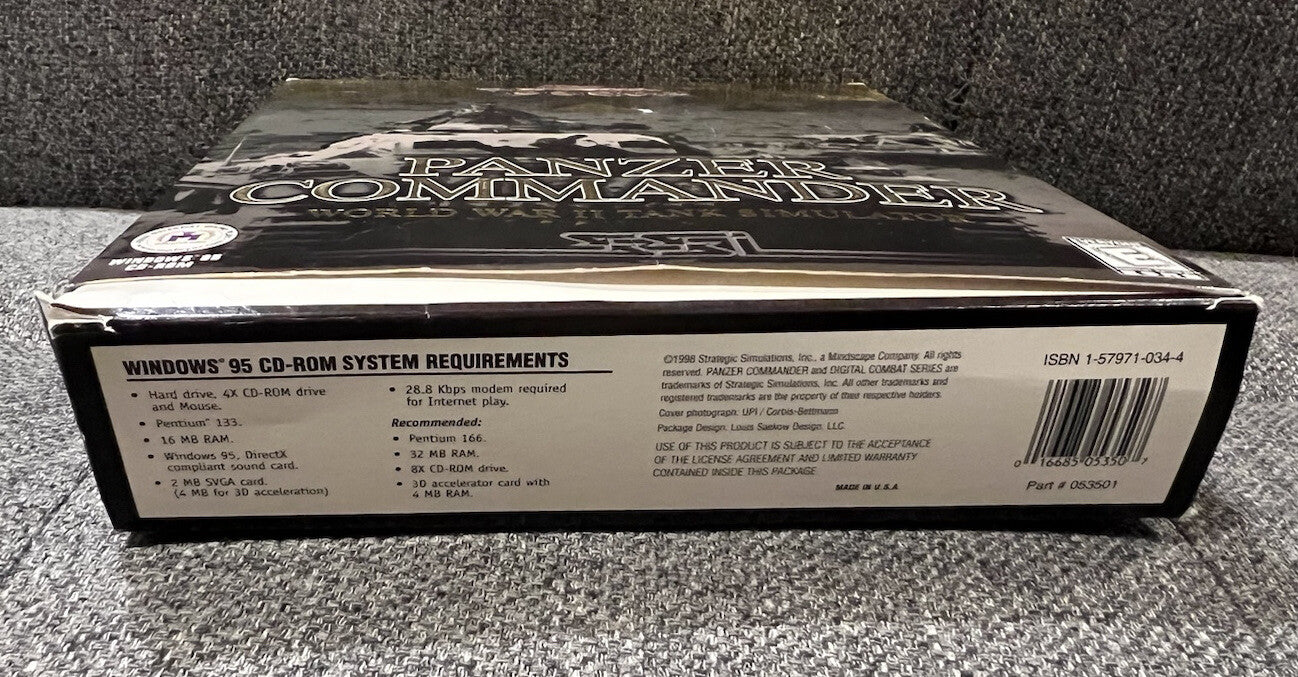 PANZER
COMMANDER
WORLD WAR II TANK SIMULATOR
SSI
WINDOWS® 95
CD-ROM
WINDOWS® 95 CD-ROM SYSTEM REQUIREMENTS
• Hard drive, 4X CD-ROM drive
and Mouse.
• Pentium® 133.
• 16 MB RAM.
• Windows 95, DirectX
compliant sound card.
• 2 MB SVGA card.
(4 MB for 3D acceleration)
• 28.8 Kbps modem required
for Internet play.
Recommended:
• Pentium 166.
• 32 MB RAM.
• 8X CD-ROM drive.
• 3D accelerator card with
4 MB RAM.
©1998 Strategic Simulations, Inc., a Mindscape Company. All rights
reserved. PANZER COMMANDER and DIGITAL COMBAT SERIES are
trademarks of Strategic Simulations, Inc. All other trademarks and
registered trademarks are the property of their respective holders.
Cover photograph: UPI / Corbis-Bettmann
Package Design: Louis Saekow Design, LLC.
USE OF THIS PRODUCT IS SUBJECT TO THE ACCEPTANCE
OF THE LICENSE AGREEMENT AND LIMITED WARRANTY
CONTAINED INSIDE THIS PACKAGE
MADE IN U.S.A.
ISBN 1-57971-034-4
0 16685 05350 7
Part # 053501